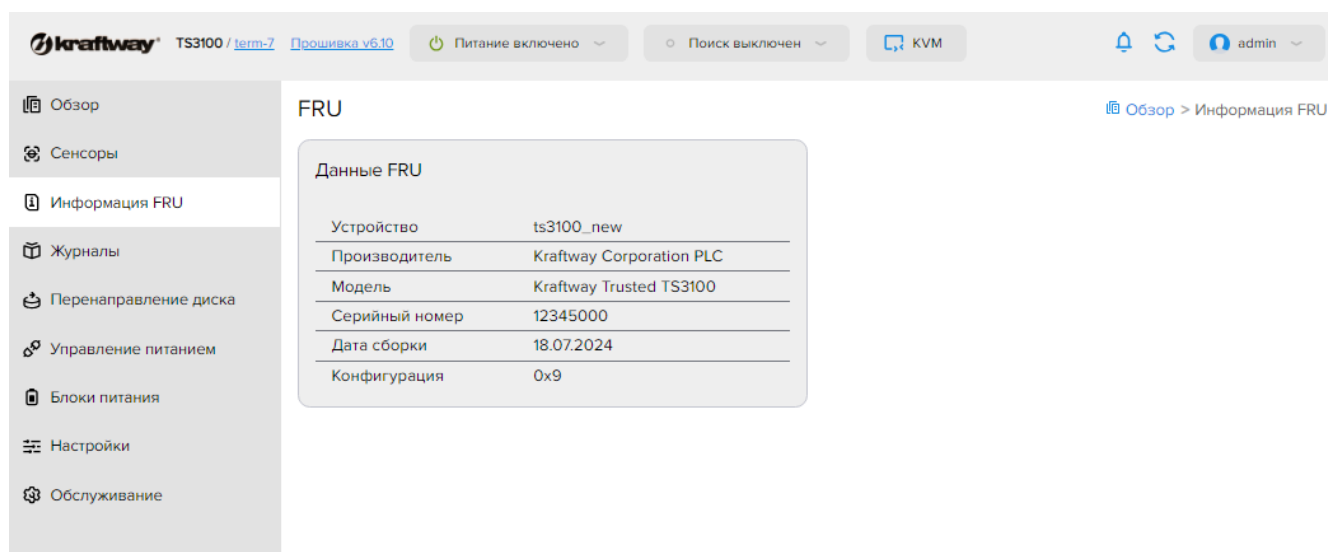 kraftway TS3100 / term-7 Прошивка v6.10 Питание включено Поиск выключен KVM admin
Обзор
Сенсоры
Информация FRU
Журналы
Перенаправление диска
Управление питанием
Блоки питания
Настройки
Обслуживание
FRU
Обзор > Информация FRU
Данные FRU
Устройство ts3100_new
Производитель Kraftway Corporation PLC
Модель Kraftway Trusted TS3100
Серийный номер 12345000
Дата сборки 18.07.2024
Конфигурация 0x9